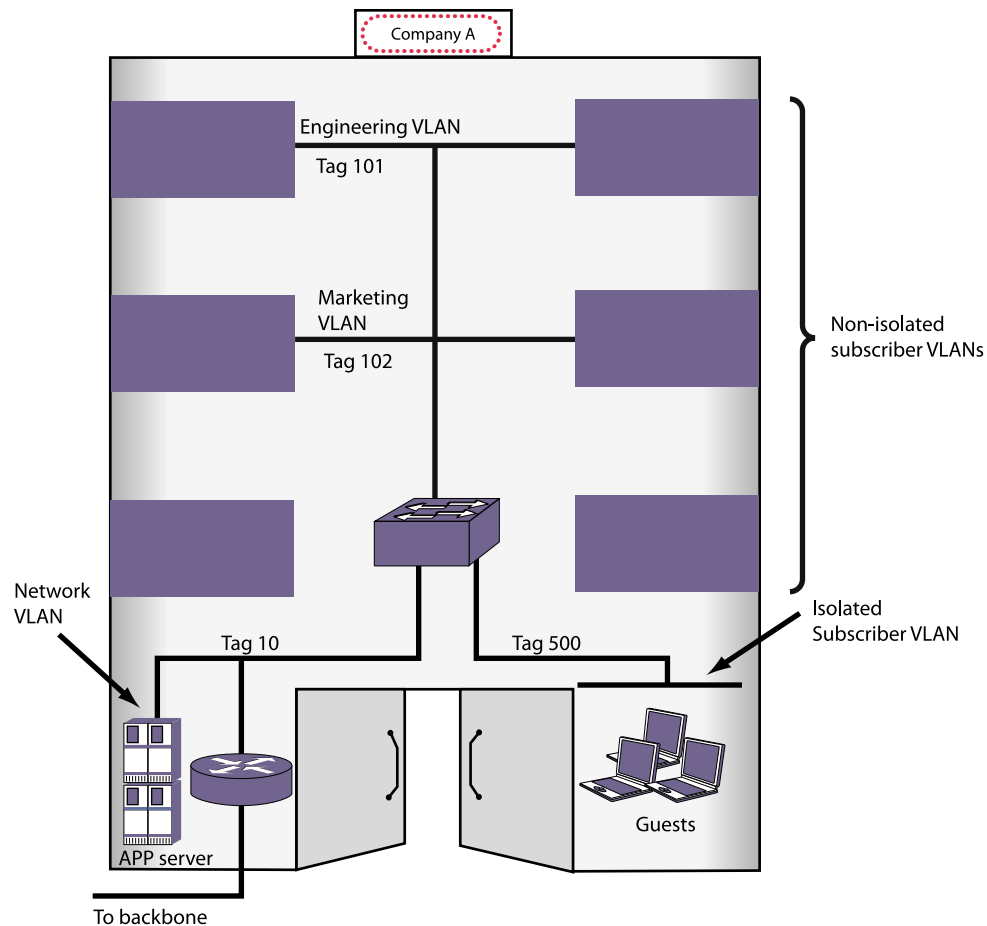 Company A
Engineering VLAN
Tag 101
Marketing
VLAN
Tag 102
Non-isolated
subscriber VLANs
Network
VLAN
Isolated
Subscriber VLAN
Tag 10
Tag 500
Guests
APP server
To backbone